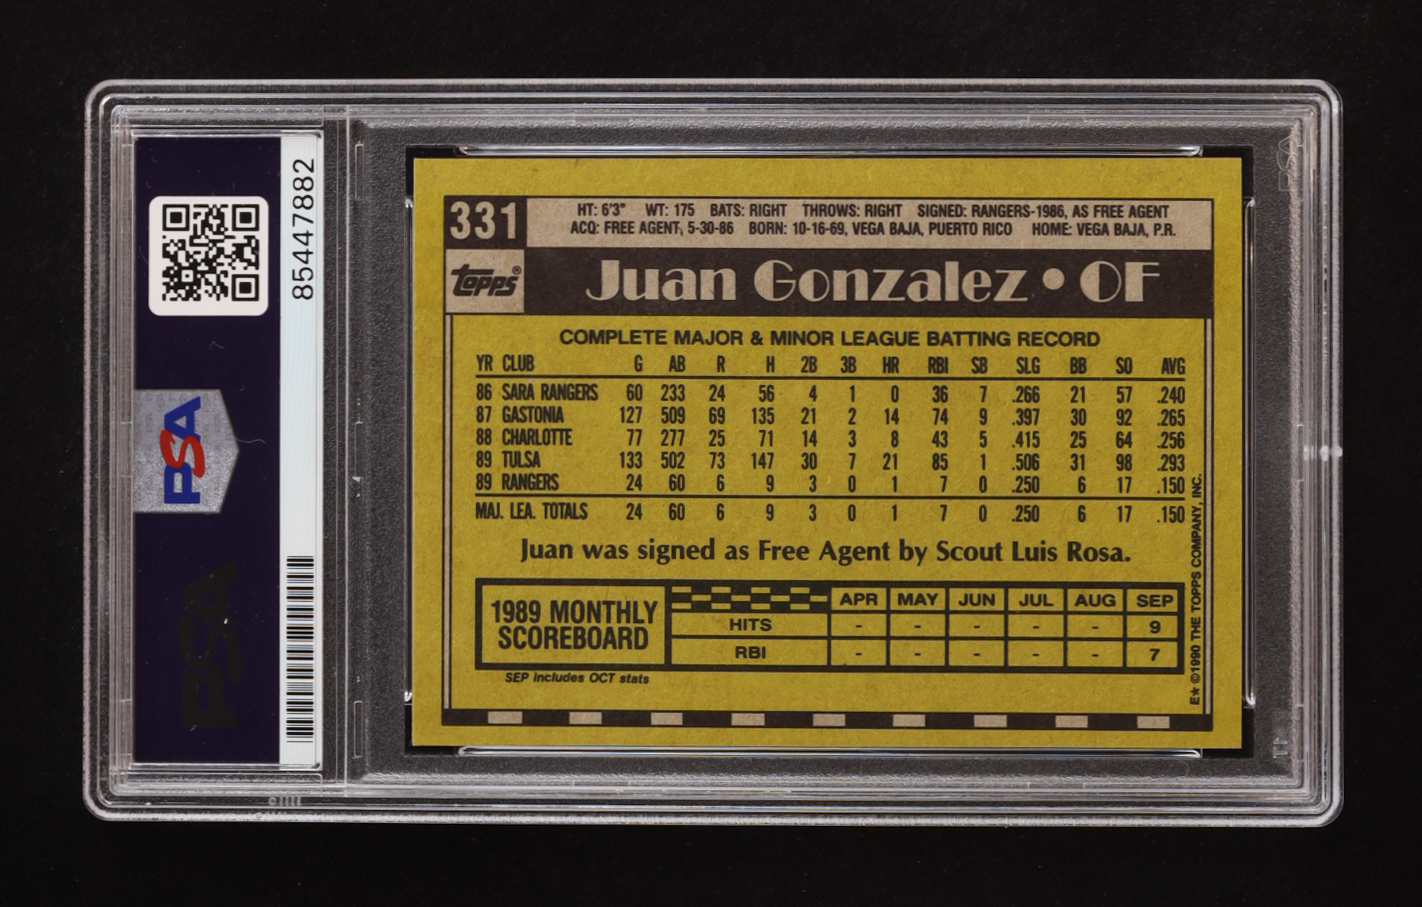 85447882
PSA
PSA
331
HT: 6'3" WT: 175 BATS: RIGHT THROWS: RIGHT SIGNED: RANGERS-1986, AS FREE AGENT
ACQ: FREE AGENT, 5-30-86 BORN: 10-16-69, VEGA BAJA, PUERTO RICO HOME: VEGA BAJA, P.R.
topps®
Juan Gonzalez • OF
COMPLETE MAJOR & MINOR LEAGUE BATTING RECORD
YR CLUB G AB R H 2B 3B HR RBI SB SLG BB SO AVG
86 SARA RANGERS 60 233 24 56 4 1 0 36 7 .266 21 57 .240
87 GASTONIA 127 509 69 135 21 2 14 74 9 .397 30 92 .265
88 CHARLOTTE 77 277 25 71 14 3 8 43 5 .415 25 64 .256
89 TULSA 133 502 73 147 30 7 21 85 1 .506 31 98 .293
89 RANGERS 24 60 6 9 3 0 1 7 0 .250 6 17 .150
MAJ. LEA. TOTALS 24 60 6 9 3 0 1 7 0 .250 6 17 .150
Juan was signed as Free Agent by Scout Luis Rosa.
1989 MONTHLY
SCOREBOARD
APR MAY JUN JUL AUG SEP
HITS - - - - - 9
RBI - - - - - 7
SEP includes OCT stats
E* ©1990 THE TOPPS COMPANY, INC.
PSA